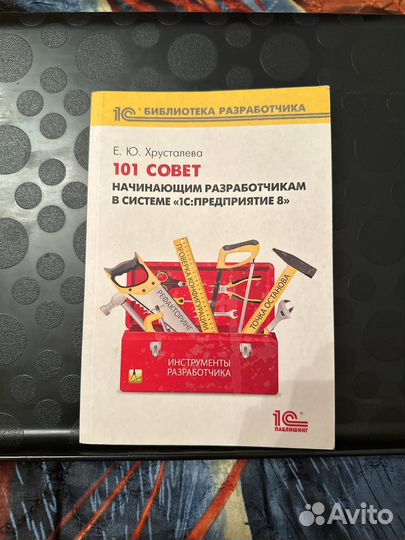 1С® БИБЛИОТЕКА РАЗРАБОТЧИКА
Е. Ю. Хрусталева
101 СОВЕТ
НАЧИНАЮЩИМ РАЗРАБОТЧИКАМ
В СИСТЕМЕ «1С:ПРЕДПРИЯТИЕ 8»
РЕФАКТОРИНГ
ПРОВЕРКА КОНФИГУРАЦИИ
ТОЧКА ОСТАНОВА
ИНСТРУМЕНТЫ
РАЗРАБОТЧИКА
1С®
ПАБЛИШИНГ
Avito